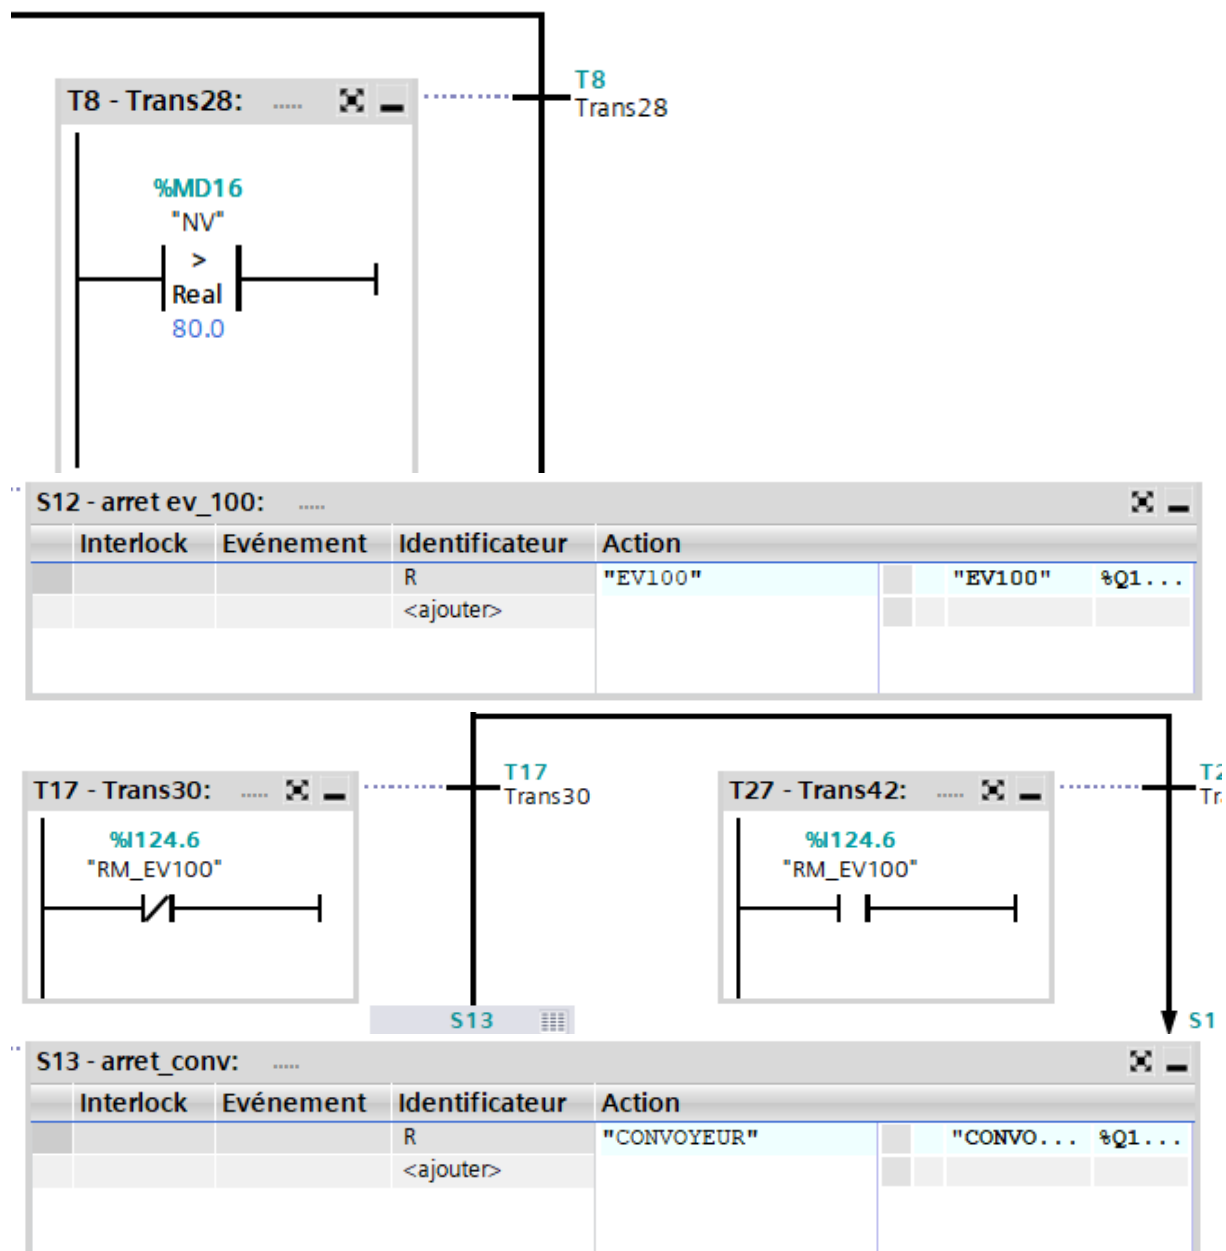 T8
T8 - Trans28: .....
Trans28
%MD16
"NV"
>
Real
80.0
S12 - arret ev_100: .....
Interlock Evénement Identificateur Action
R "EV100" "EV100" %Q1...
<ajouter>
T17
T17 - Trans30: .....
Trans30
T27 - Trans42: .....
%I124.6
"RM_EV100"
%I124.6
"RM_EV100"
S13
S1
S13 - arret_conv: .....
Interlock Evénement Identificateur Action
R "CONVOYEUR" "CONVO... %Q1...
<ajouter>